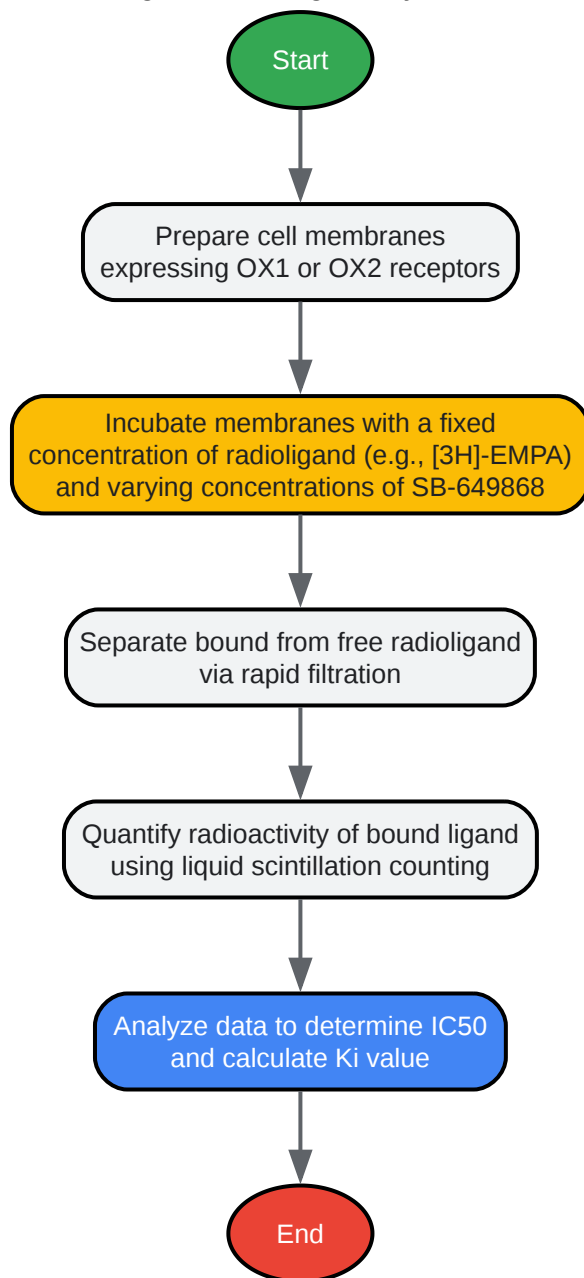 Start
Prepare cell membranes
expressing OX1 or OX2 receptors
Incubate membranes with a fixed
concentration of radioligand (e.g., [3H]-EMPA)
and varying concentrations of SB-649868
Separate bound from free radioligand
via rapid filtration
Quantify radioactivity of bound ligand
using liquid scintillation counting
Analyze data to determine IC50
and calculate Ki value
End